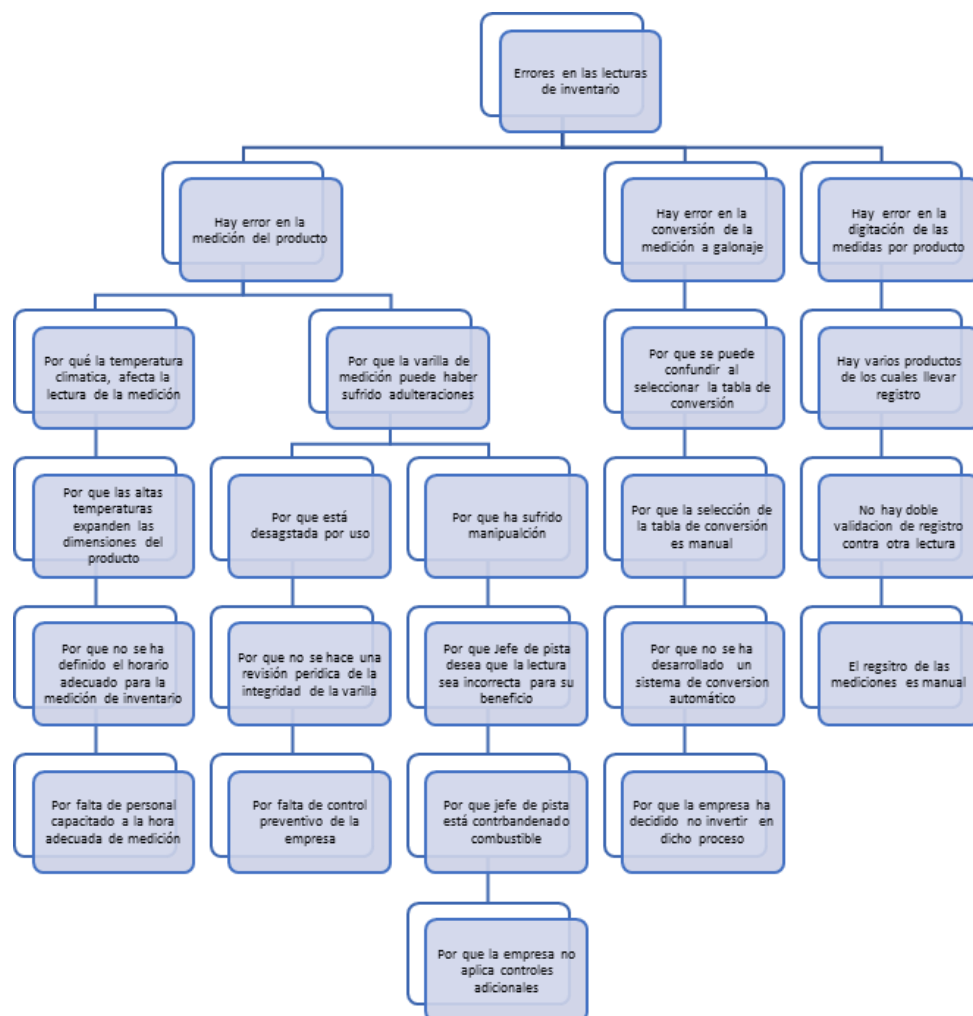 Errores en las lecturas
de inventario
Hay error en la
medición del producto
Hay error en la
conversión de la
medición a galonaje
Hay error en la
digitación de las
medidas por producto
Por qué la temperatura
climatica, afecta la
lectura de la medición
Por que la varilla de
medición puede haber
sufrido adulteraciones
Por que se puede
confundir al
seleccionar la tabla de
conversión
Hay varios productos
de los cuales llevar
registro
Por que las altas
temperaturas
expanden las
dimensiones del
producto
Por que está
desagstada por uso
Por que ha sufrido
manipualción
Por que la selección de
la tabla de conversión
es manual
No hay doble
validacion de registro
contra otra lectura
Por que no se ha
definido el horario
adecuado para la
medición de inventario
Por que no se hace una
revisión peridica de la
integridad de la varilla
Por que Jefe de pista
desea que la lectura
sea incorrecta para su
beneficio
Por que no se ha
desarrollado un
sistema de conversion
automático
El regsitro de las
mediciones es manual
Por falta de personal
capacitado a la hora
adecuada de medición
Por falta de control
preventivo de la
empresa
Por que jefe de pista
está contrbandenado
combustible
Por que la empresa ha
decidido no invertir en
dicho proceso
Por que la empresa no
aplica controles
adicionales